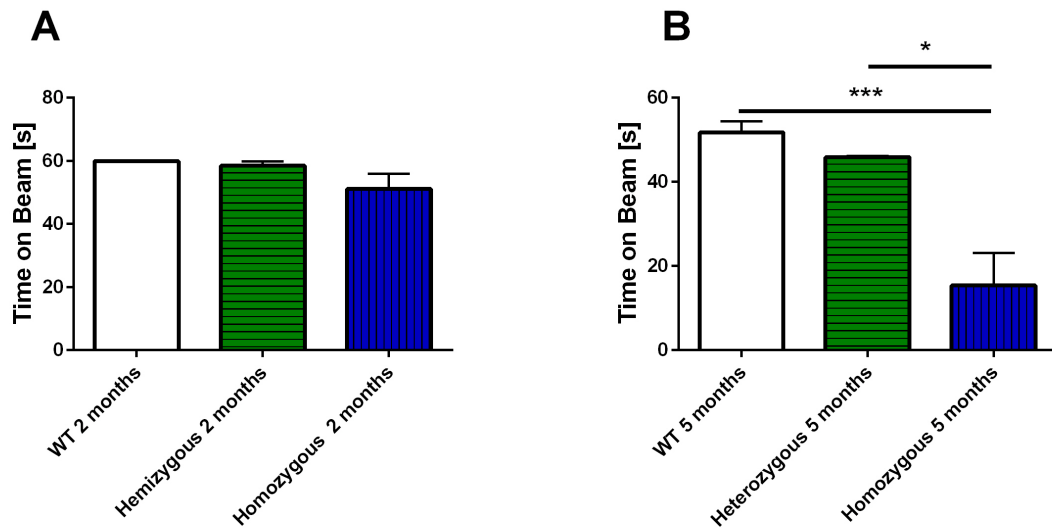 A
Time on Beam [s]
80
60
40
20
0
WT 2 months
Hemizygous 2 months
Homozygous  2 months
B
*
***
Time on Beam [s]
60
40
20
0
WT 5 months
Heterozygous 5 months
Homozygous 5 months